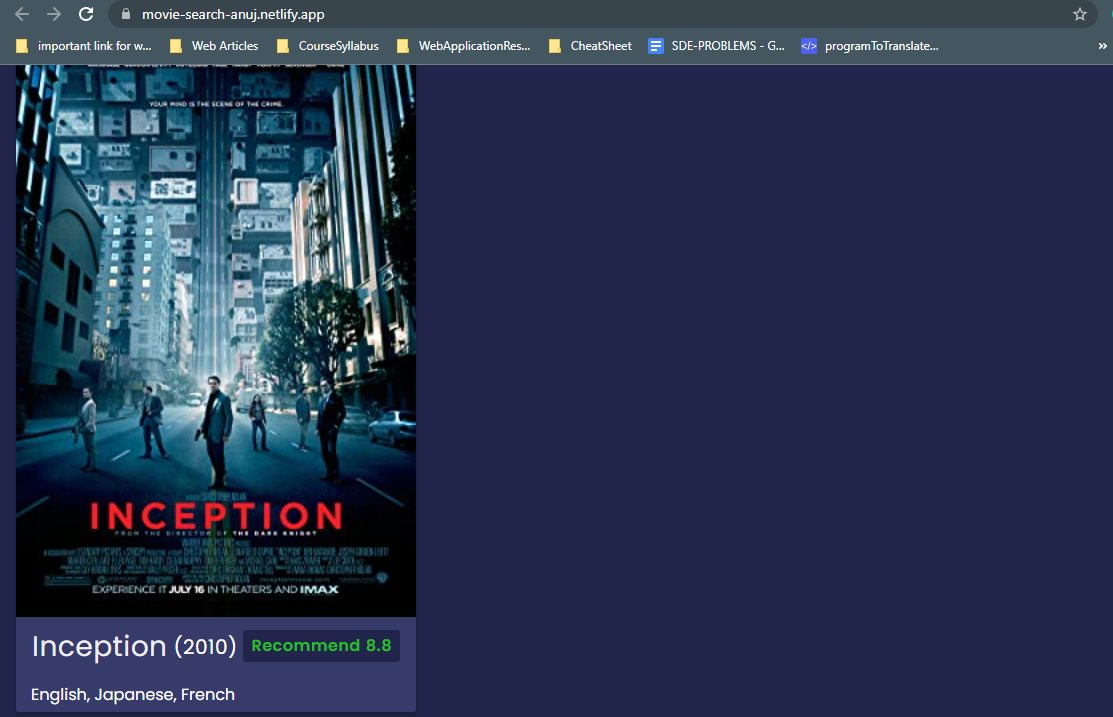 movie-search-anuj.netlify.app
important link for w... Web Articles CourseSyllabus WebApplicationRes... CheatSheet SDE-PROBLEMS - G... </> programToTranslate... »
YOUR MIND IS THE SCENE OF THE CRIME.
INCEPTION
FROM THE DIRECTOR OF THE DARK KNIGHT
EXPERIENCE IT JULY 16 IN THEATERS AND IMAX
Inception (2010) Recommend 8.8
English, Japanese, French